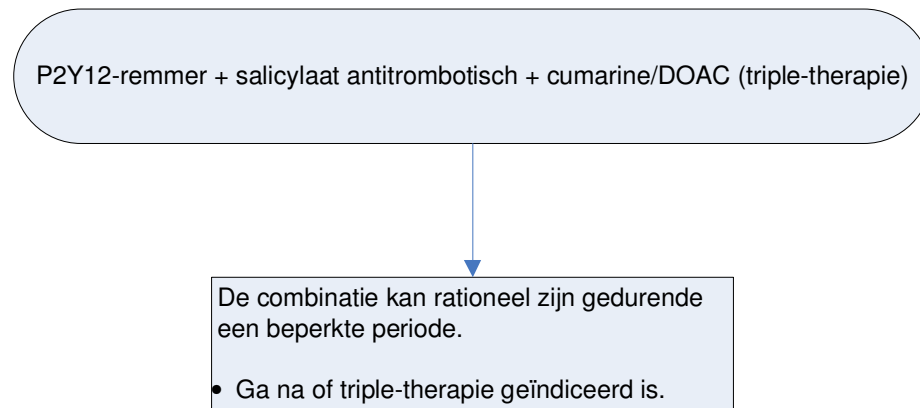 P2Y12-remmer + salicylaat antitrombotisch + cumarine/DOAC (triple-therapie)
De combinatie kan rationeel zijn gedurende
een beperkte periode.
• Ga na of triple-therapie geïndiceerd is.